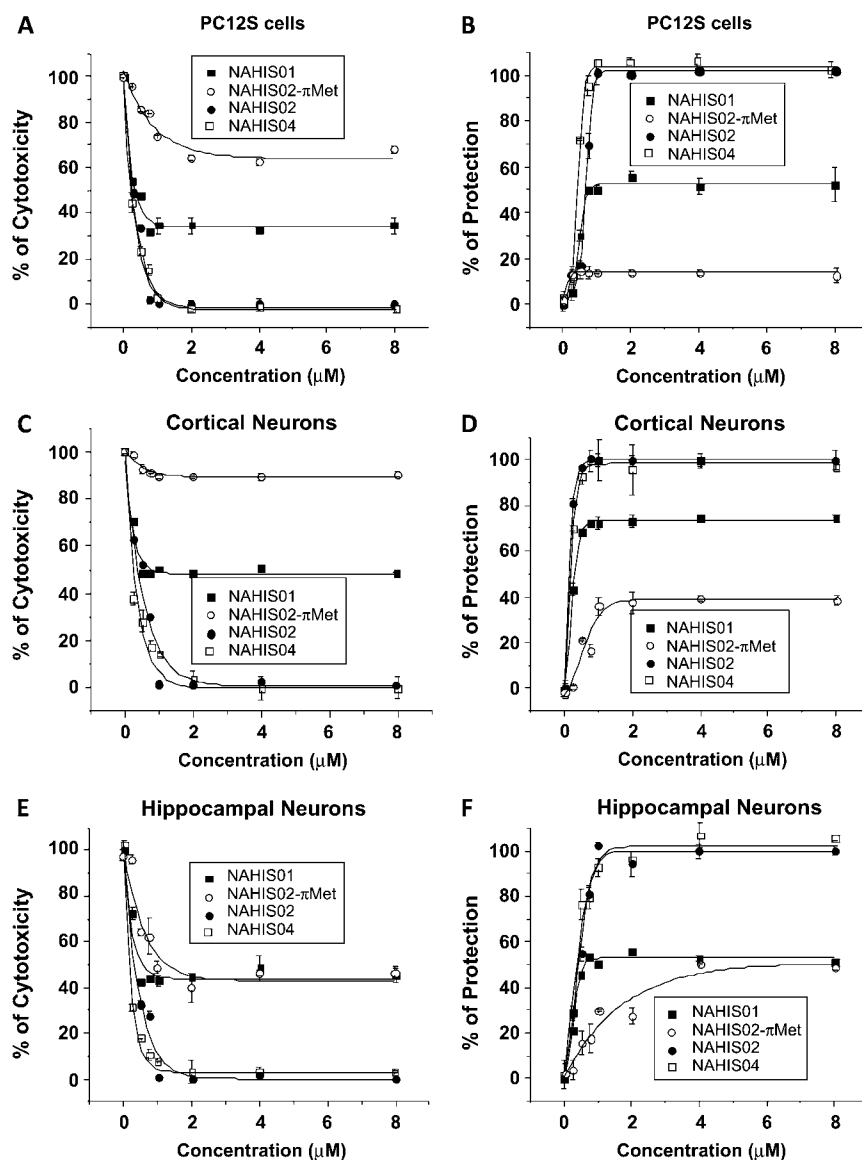 A
PC12S cells
% of Cytotoxicity
100
80
60
40
20
0
NAHIS01
NAHIS02-πMet
NAHIS02
NAHIS04
0 2 4 6 8
Concentration (μM)
B
PC12S cells
% of Protection
100
80
60
40
20
0
NAHIS01
NAHIS02-πMet
NAHIS02
NAHIS04
0 2 4 6 8
Concentration (μM)
C
Cortical Neurons
% of Cytotoxicity
100
80
60
40
20
0
NAHIS01
NAHIS02-πMet
NAHIS02
NAHIS04
0 2 4 6 8
Concentration (μM)
D
Cortical Neurons
% of Protection
100
80
60
40
20
0
NAHIS01
NAHIS02-πMet
NAHIS02
NAHIS04
0 2 4 6 8
Concentration (μM)
E
Hippocampal Neurons
% of Cytotoxicity
100
80
60
40
20
0
NAHIS01
NAHIS02-πMet
NAHIS02
NAHIS04
0 2 4 6 8
Concentration (μM)
F
Hippocampal Neurons
% of Protection
100
80
60
40
20
0
NAHIS01
NAHIS02-πMet
NAHIS02
NAHIS04
0 2 4 6 8
Concentration (μM)